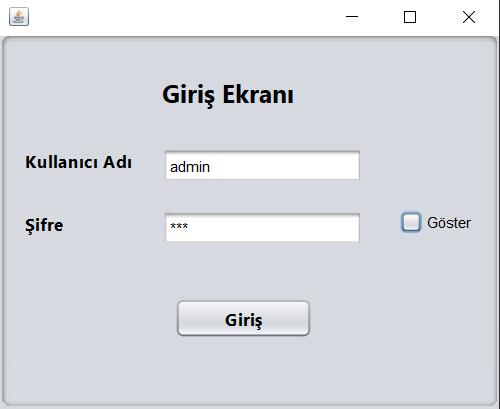 Giriş Ekranı
Kullanıcı Adı
admin
Şifre
***
Göster
Giriş